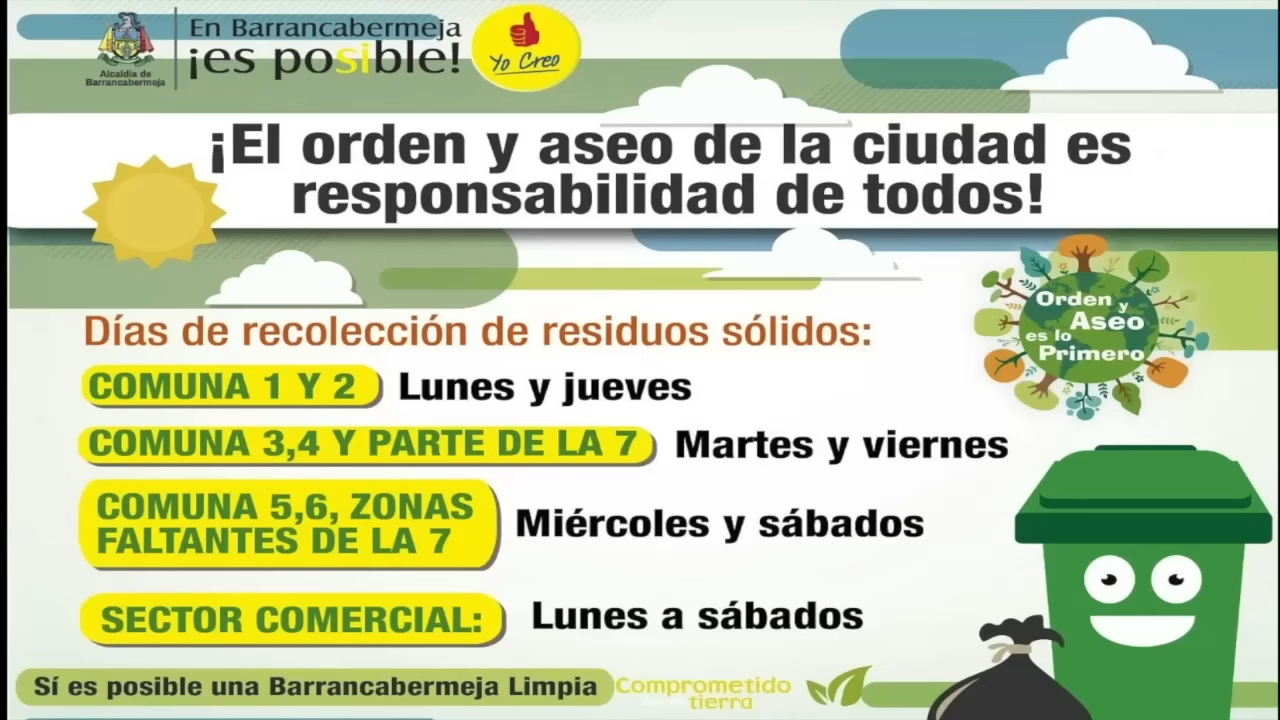 Alcaldía de
Barrancabermeja
En Barrancabermeja
¡es posible!
Yo Creo
¡El orden y aseo de la ciudad es
responsabilidad de todos!
Orden y
Aseo
es lo
Primero
Días de recolección de residuos sólidos:
COMUNA 1 Y 2 Lunes y jueves
COMUNA 3,4 Y PARTE DE LA 7 Martes y viernes
COMUNA 5,6, ZONAS
FALTANTES DE LA 7
Miércoles y sábados
SECTOR COMERCIAL: Lunes a sábados
Sí es posible una Barrancabermeja Limpia
Comprometido
tierra